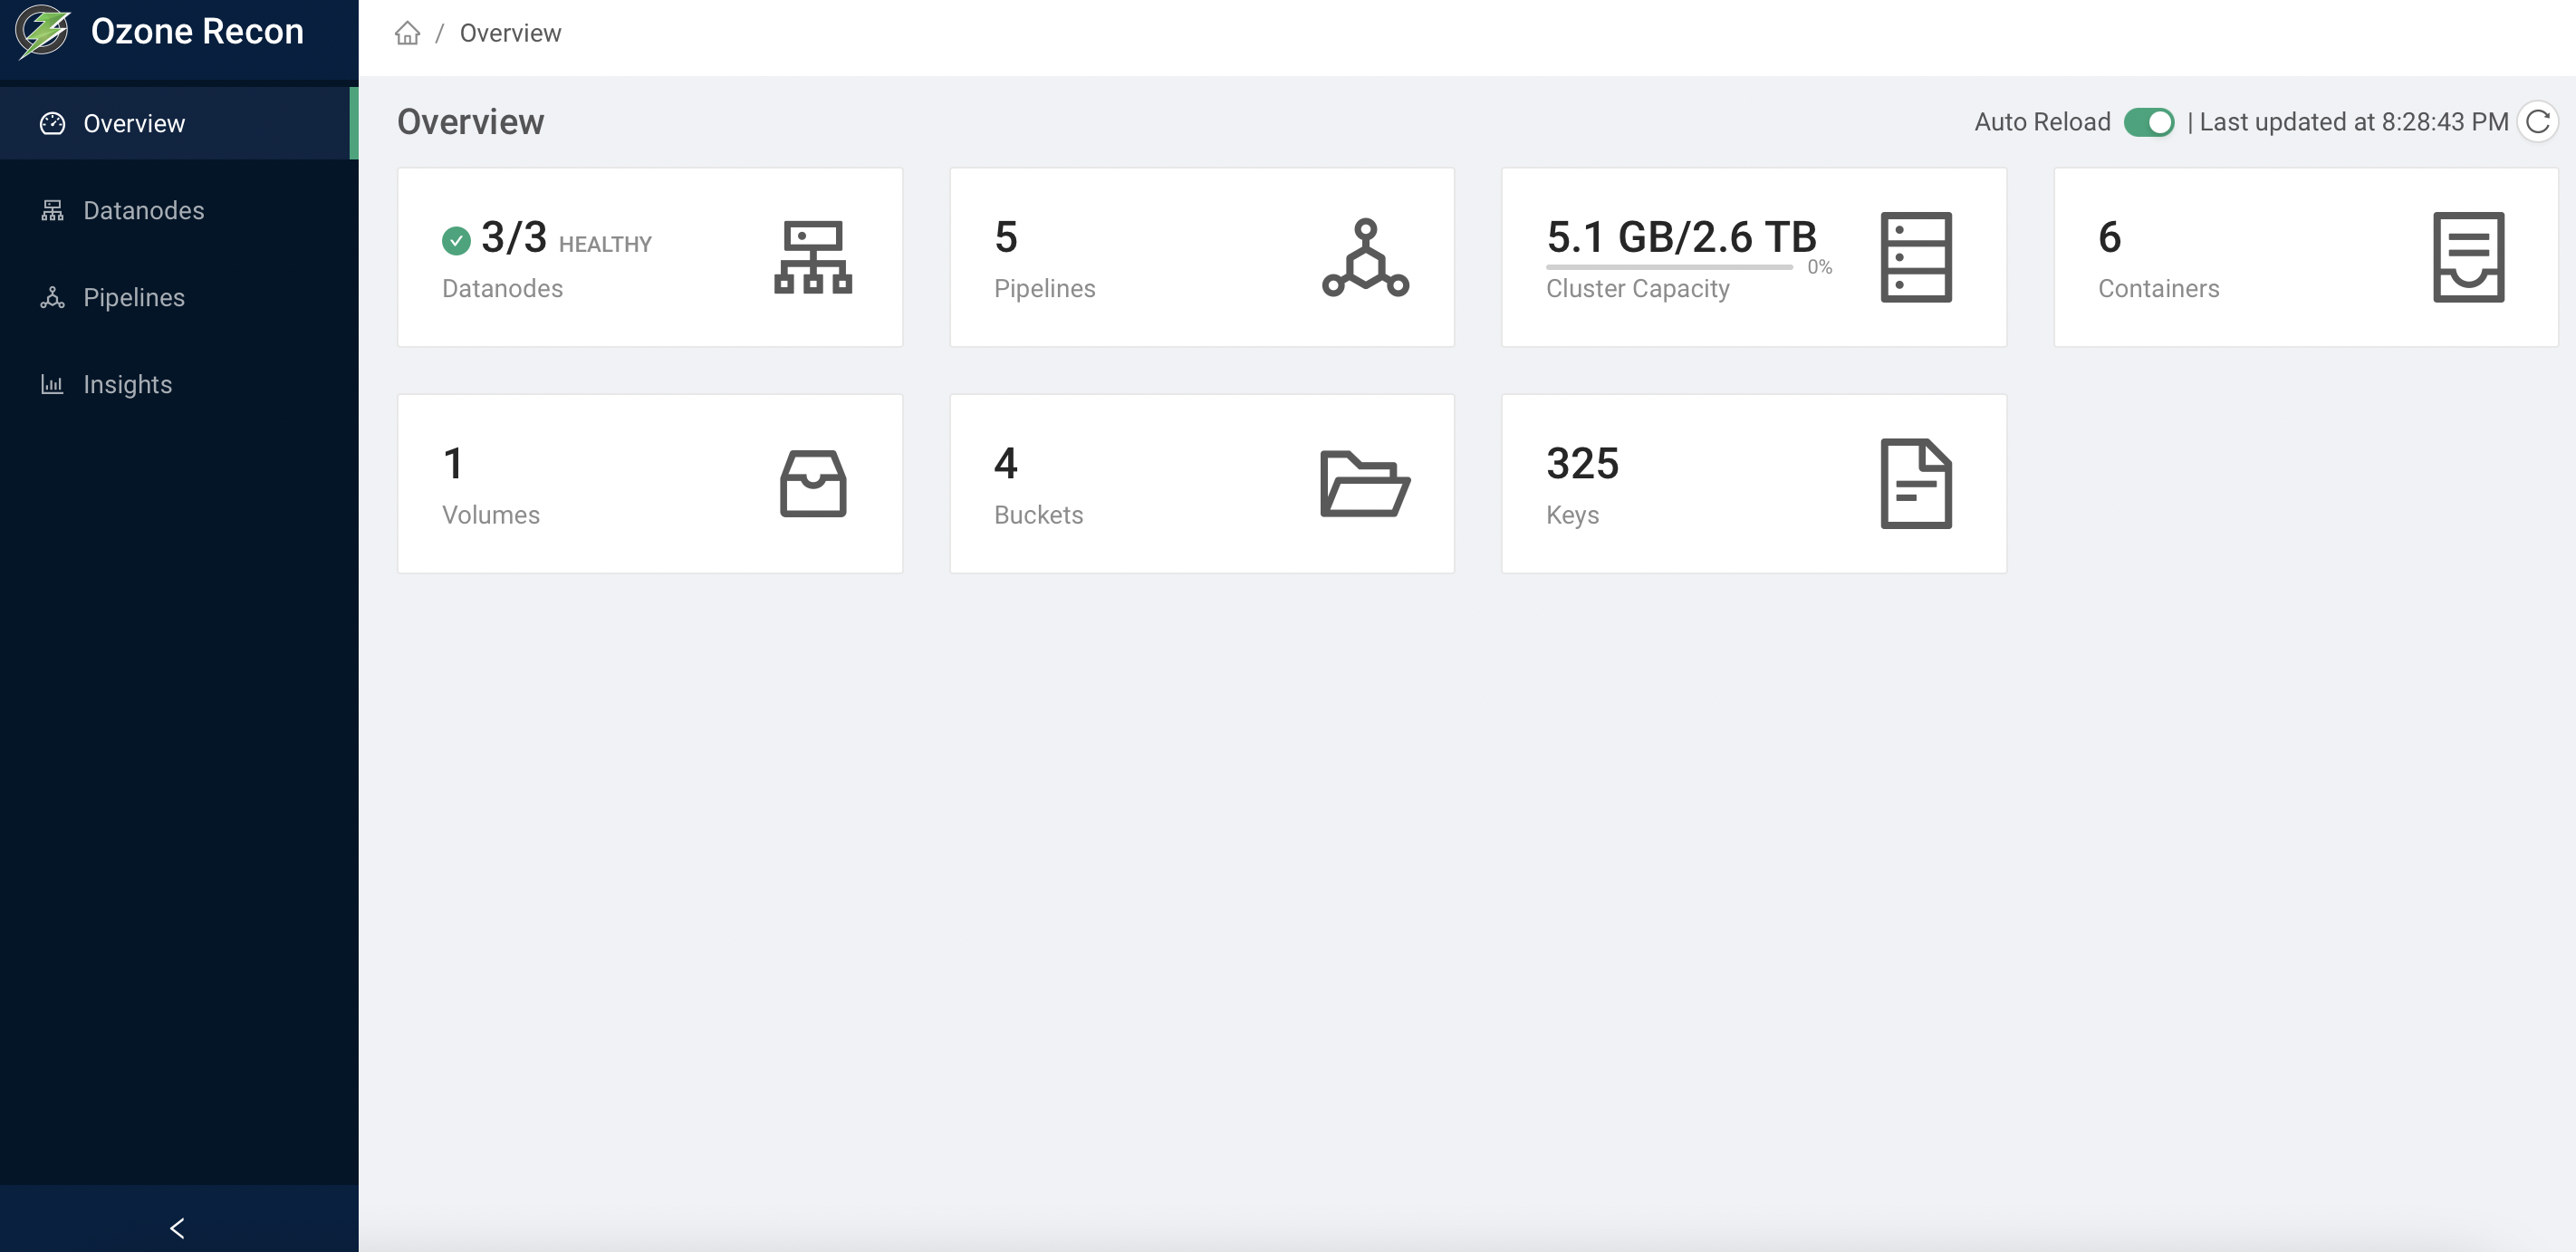 Ozone Recon
Overview
Datanodes
Pipelines
Insights
/ Overview
Overview
Auto Reload | Last updated at 8:28:43 PM
3/3 HEALTHY
Datanodes
5
Pipelines
5.1 GB/2.6 TB
0%
Cluster Capacity
6
Containers
1
Volumes
4
Buckets
325
Keys